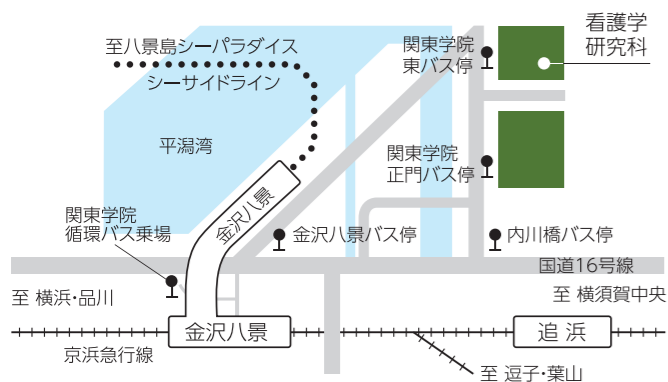 看護学
研究科
至八景島シーパラダイス
関東学院
東バス停
シーサイドライン
平潟湾
関東学院
正門バス停
金沢八景
関東学院
循環バス乗場
金沢八景バス停
内川橋バス停
国道16号線
至 横浜・品川
至 横須賀中央
金沢八景
追 浜
京浜急行線
至 逗子・葉山